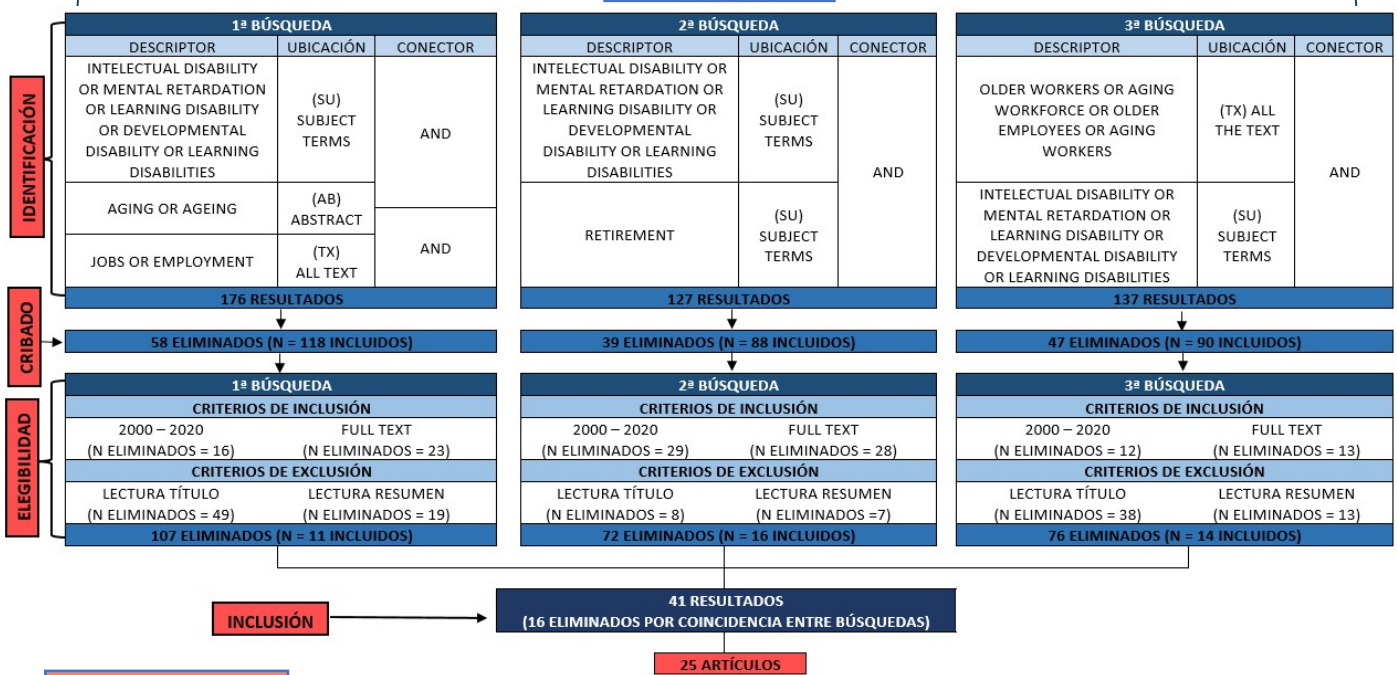 1ª BÚSQUEDA
DESCRIPTOR UBICACIÓN CONECTOR
INTELECTUAL DISABILITY
OR MENTAL RETARDATION
OR LEARNING DISABILITY
OR DEVELOPMENTAL
DISABILITY OR LEARNING
DISABILITIES
(SU)
SUBJECT
TERMS
AND
AGING OR AGEING
(AB)
ABSTRACT
AND
JOBS OR EMPLOYMENT
(TX)
ALL TEXT
176 RESULTADOS
2ª BÚSQUEDA
DESCRIPTOR UBICACIÓN CONECTOR
INTELECTUAL DISABILITY OR
MENTAL RETARDATION OR
LEARNING DISABILITY OR
DEVELOPMENTAL
DISABILITY OR LEARNING
DISABILITIES
(SU)
SUBJECT
TERMS
AND
RETIREMENT
(SU)
SUBJECT
TERMS
127 RESULTADOS
3ª BÚSQUEDA
DESCRIPTOR UBICACIÓN CONECTOR
OLDER WORKERS OR AGING
WORKFORCE OR OLDER
EMPLOYEES OR AGING
WORKERS
(TX) ALL
THE TEXT
AND
INTELECTUAL DISABILITY OR
MENTAL RETARDATION OR
LEARNING DISABILITY OR
DEVELOPMENTAL DISABILITY
OR LEARNING DISABILITIES
(SU)
SUBJECT
TERMS
137 RESULTADOS
IDENTIFICACIÓN
CRIBADO
58 ELIMINADOS (N = 118 INCLUIDOS)
39 ELIMINADOS (N = 88 INCLUIDOS)
47 ELIMINADOS (N = 90 INCLUIDOS)
ELEGIBILIDAD
1ª BÚSQUEDA
CRITERIOS DE INCLUSIÓN
2000 – 2020 FULL TEXT
(N ELIMINADOS = 16) (N ELIMINADOS = 23)
CRITERIOS DE EXCLUSIÓN
LECTURA TÍTULO LECTURA RESUMEN
(N ELIMINADOS = 49) (N ELIMINADOS = 19)
107 ELIMINADOS (N = 11 INCLUIDOS)
2ª BÚSQUEDA
CRITERIOS DE INCLUSIÓN
2000 – 2020 FULL TEXT
(N ELIMINADOS = 29) (N ELIMINADOS = 28)
CRITERIOS DE EXCLUSIÓN
LECTURA TÍTULO LECTURA RESUMEN
(N ELIMINADOS = 8) (N ELIMINADOS =7)
72 ELIMINADOS (N = 16 INCLUIDOS)
3ª BÚSQUEDA
CRITERIOS DE INCLUSIÓN
2000 – 2020 FULL TEXT
(N ELIMINADOS = 12) (N ELIMINADOS = 13)
CRITERIOS DE EXCLUSIÓN
LECTURA TÍTULO LECTURA RESUMEN
(N ELIMINADOS = 38) (N ELIMINADOS = 13)
76 ELIMINADOS (N = 14 INCLUIDOS)
INCLUSIÓN
41 RESULTADOS
(16 ELIMINADOS POR COINCIDENCIA ENTRE BÚSQUEDAS)
25 ARTÍCULOS